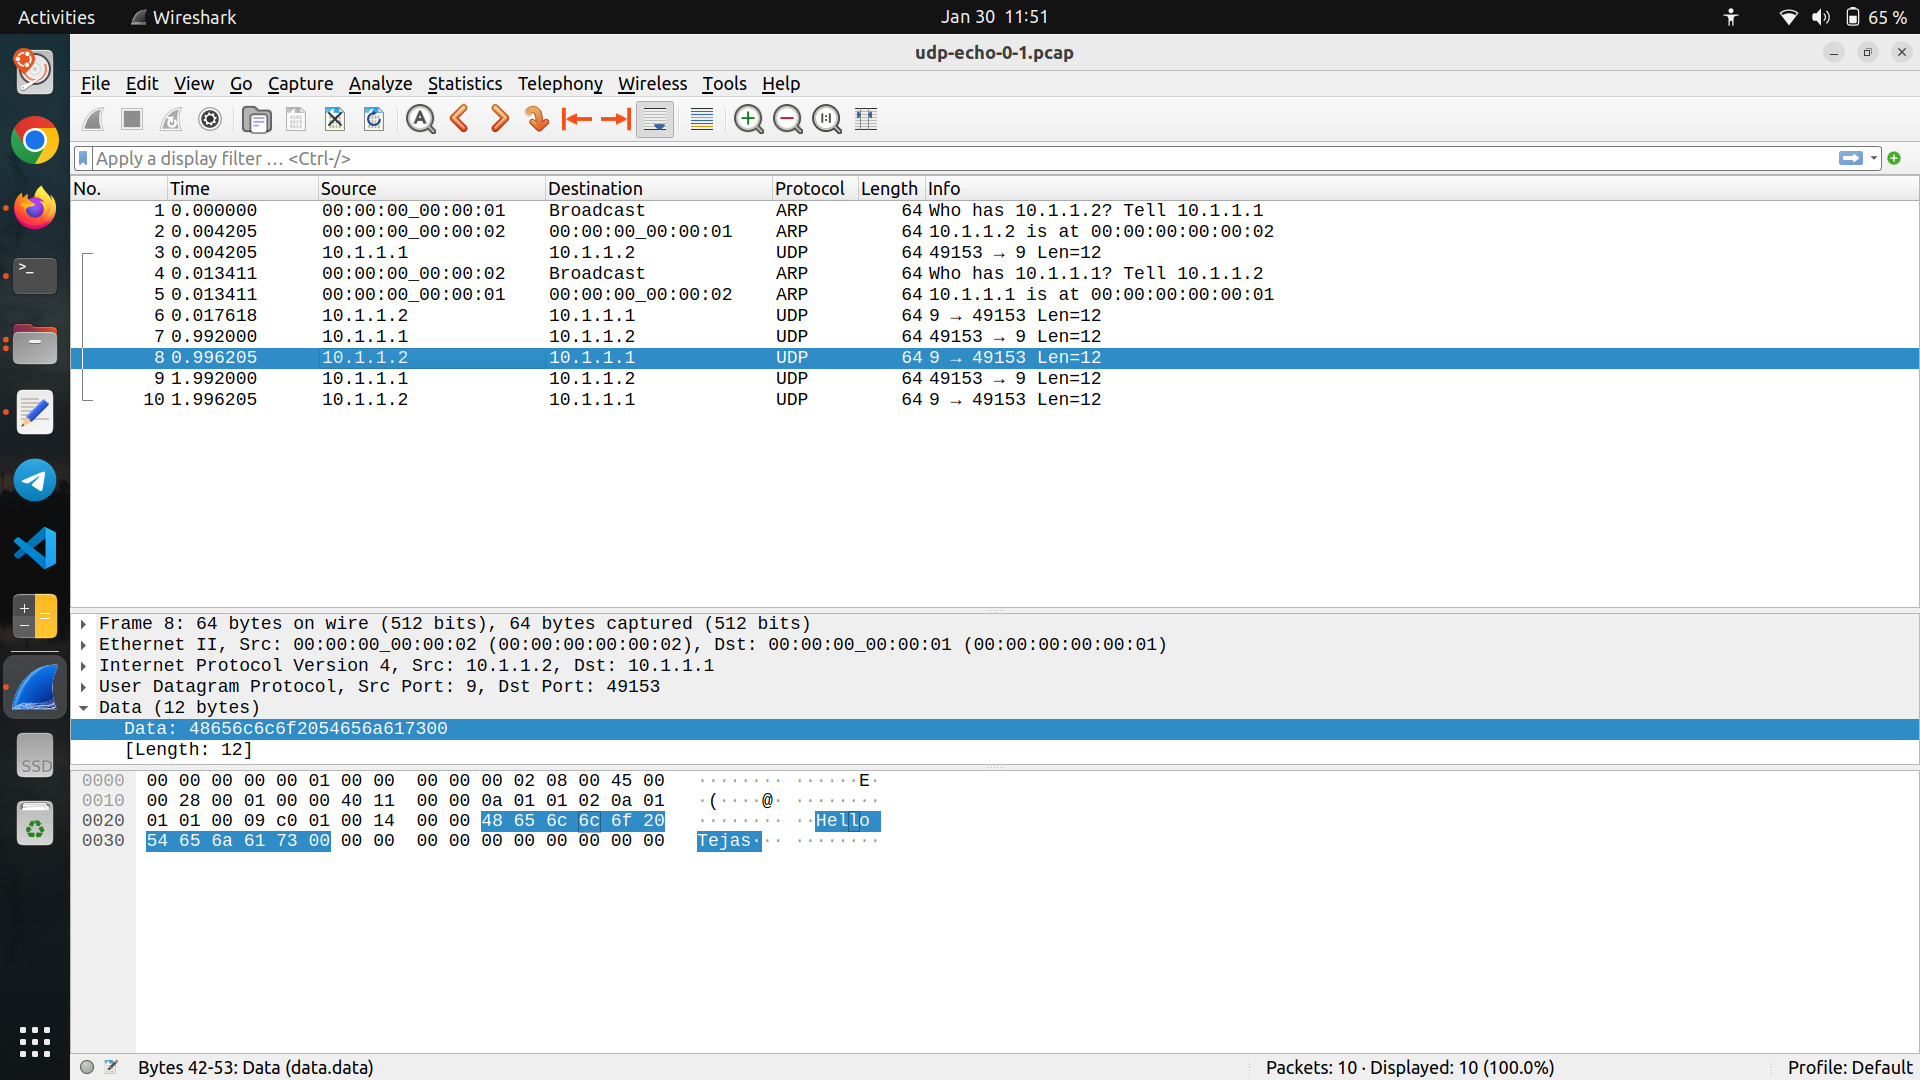 Activities Wireshark Jan 30 11:51 65 %
udp-echo-0-1.pcap
File Edit View Go Capture Analyze Statistics Telephony Wireless Tools Help
Apply a display filter … <Ctrl-/>
No. Time Source Destination Protocol Length Info
1 0.000000 00:00:00_00:00:01 Broadcast ARP 64 Who has 10.1.1.2? Tell 10.1.1.1
2 0.004205 00:00:00_00:00:02 00:00:00_00:00:01 ARP 64 10.1.1.2 is at 00:00:00:00:00:02
3 0.004205 10.1.1.1 10.1.1.2 UDP 64 49153 → 9 Len=12
4 0.013411 00:00:00_00:00:02 Broadcast ARP 64 Who has 10.1.1.1? Tell 10.1.1.2
5 0.013411 00:00:00_00:00:01 00:00:00_00:00:02 ARP 64 10.1.1.1 is at 00:00:00:00:00:01
6 0.017618 10.1.1.2 10.1.1.1 UDP 64 9 → 49153 Len=12
7 0.992000 10.1.1.1 10.1.1.2 UDP 64 49153 → 9 Len=12
8 0.996205 10.1.1.2 10.1.1.1 UDP 64 9 → 49153 Len=12
9 1.992000 10.1.1.1 10.1.1.2 UDP 64 49153 → 9 Len=12
10 1.996205 10.1.1.2 10.1.1.1 UDP 64 9 → 49153 Len=12
Frame 8: 64 bytes on wire (512 bits), 64 bytes captured (512 bits)
Ethernet II, Src: 00:00:00_00:00:02 (00:00:00:00:00:02), Dst: 00:00:00_00:00:01 (00:00:00:00:00:01)
Internet Protocol Version 4, Src: 10.1.1.2, Dst: 10.1.1.1
User Datagram Protocol, Src Port: 9, Dst Port: 49153
Data (12 bytes)
Data: 48656c6c6f2054656a617300
[Length: 12]
SSD
0000 00 00 00 00 00 01 00 00 00 00 00 02 08 00 45 00 ········ ······E·
0010 00 28 00 01 00 00 40 11 00 00 0a 01 01 02 0a 01 ·(····@· ········
0020 01 01 00 09 c0 01 00 14 00 00 48 65 6c 6c 6f 20 ········ ··Hello
0030 54 65 6a 61 73 00 00 00 00 00 00 00 00 00 00 00 Tejas··· ········
Bytes 42-53: Data (data.data) Packets: 10 · Displayed: 10 (100.0%) Profile: Default